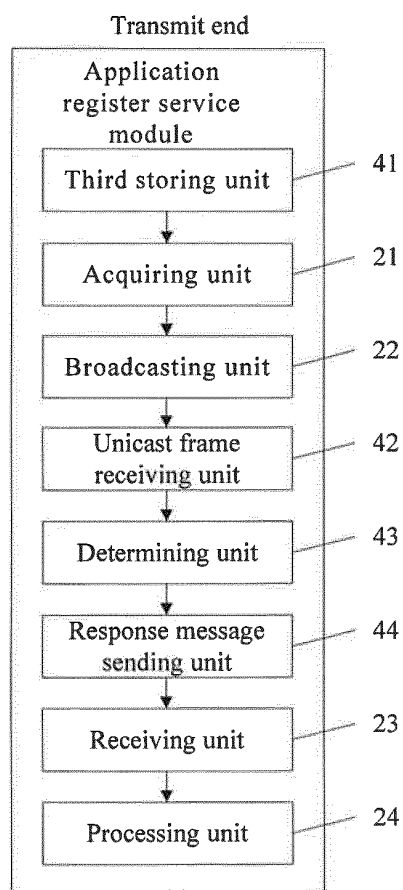 Transmit end
Application
register service
module
Third storing unit
41
Acquiring unit
21
Broadcasting unit
22
Unicast frame
receiving unit
42
Determining unit
43
Response message
sending unit
44
Receiving unit
23
Processing unit
24